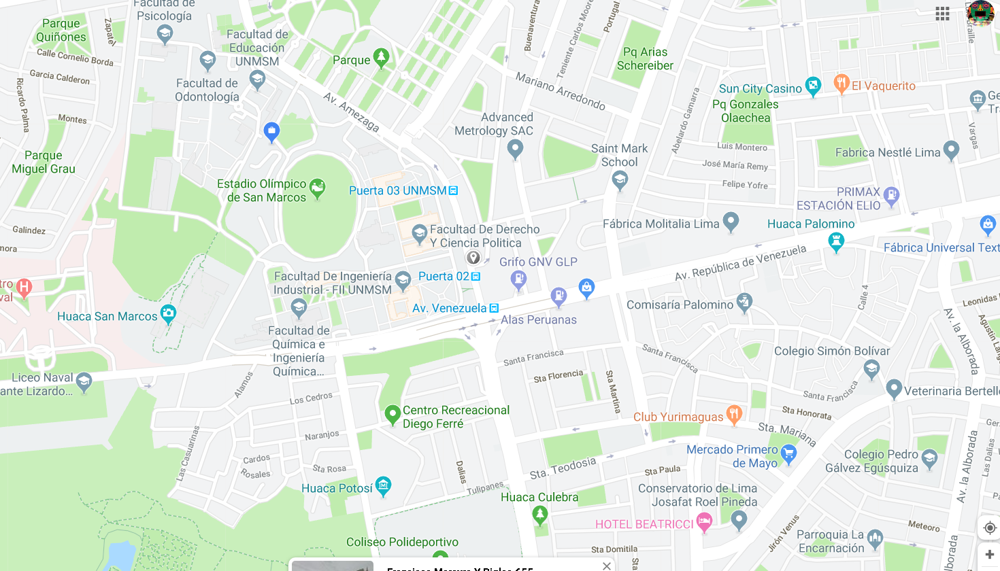 Facultad de
Psicología
Parque
Quiñones
Zapate
Calle Cornelio Borda
Garcia Calderon
Ricardo Palma
Montes
Parque
Miguel Grau
Galindez
mora
Facultad de
Educación
UNMSM
Facultad de
Odontología
Parque
Av. Amezaga
Buenaventura
Teniente Carlos Moore
Portugal
Mariano Arredondo
Pq Arias
Schereiber
Braille
Sun City Casino
El Vaquerito
Pq Gonzales
Olaechea
Ge
Tra
Vargas
Abelardo Gamarra
Advanced
Metrology SAC
Saint Mark
School
Luis Montero
José María Remy
Felipe Yofre
Fabrica Nestlé Lima
PRIMAX
ESTACIÓN ELIO
Estadio Olímpico
de San Marcos
Puerta 03 UNMSM
Facultad De Derecho
Y Ciencia Politica
Fábrica Molitalia Lima
Huaca Palomino
Fábrica Universal Text
Grifo GNV GLP
Puerta 02
Av. República de Venezuela
Facultad De Ingeniería
Industrial - FII UNMSM
tro
val
Huaca San Marcos
Av. Venezuela
Alas Peruanas
Comisaría Palomino
Calle 4
Leonidas
Av. la Alborada
Agustin Lang
Facultad de
Química e
Ingeniería
Química...
Santa Francisca
Santa Francisca
Colegio Simón Bolívar
Liceo Naval
ante Lizardo...
Alamos
Los Cedros
Sta Florencia
Sta Martina
Santa Francisca
Veterinaria Bertello
Centro Recreacional
Diego Ferré
Club Yurimaguas
Sta Honorata
Sta. Mariana
Naranjos
Las Casuarinas
Cardos
Rosales
Sta Rosa
Dalías
Tulipanes
Sta. Teodosia
Sta Paula
Mercado Primero
de Mayo
Colegio Pedro
Gálvez Egúsquiza
Av. la Alborada
Las Dalias
Ger
Pa
Huaca Potosí
Huaca Culebra
Conservatorio de Lima
Josafat Roel Pineda
HOTEL BEATRICCI
Jirón Venus
Meteoro
Parroquia La
Encarnación
Alborada
Coliseo Polideportivo
Sta Domitila
Sta